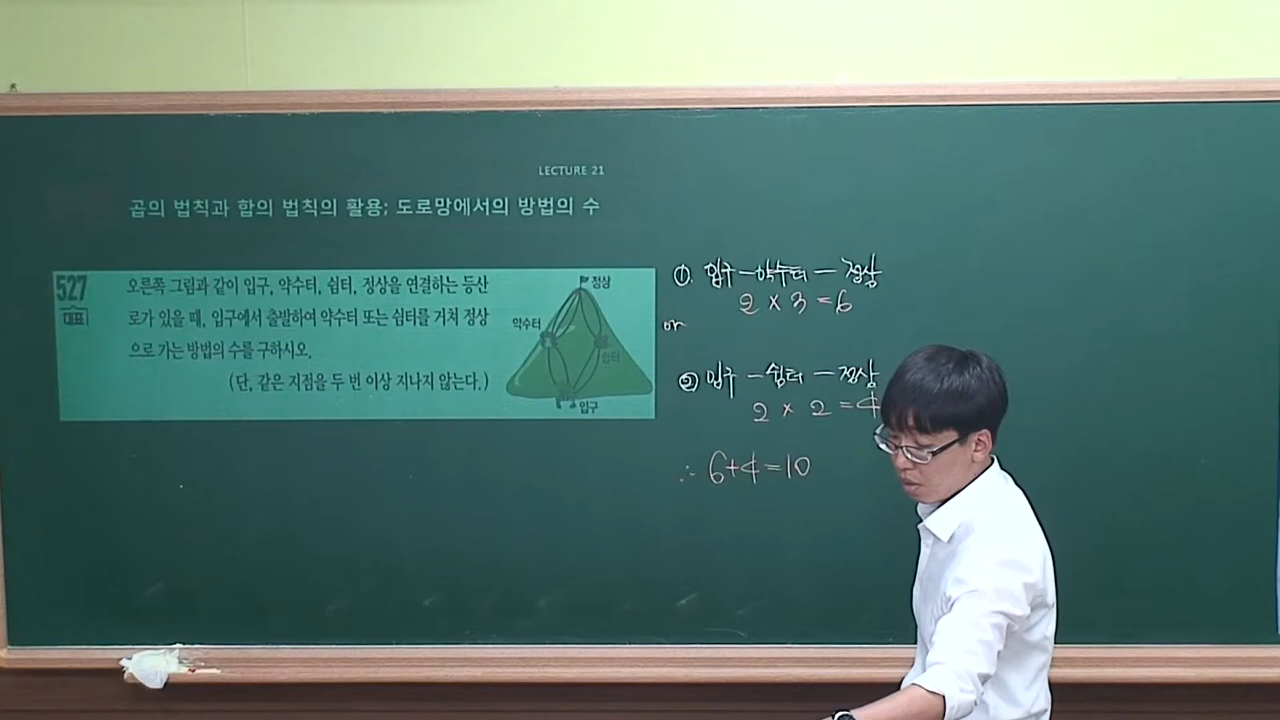 LECTURE 21
곱의 법칙과 합의 법칙의 활용; 도로망에서의 방법의 수
527
대표
오른쪽 그림과 같이 입구, 약수터, 쉼터, 정상을 연결하는 등산
로가 있을 때, 입구에서 출발하여 약수터 또는 쉼터를 거쳐 정상
으로 가는 방법의 수를 구하시오.
(단, 같은 지점을 두 번 이상 지나지 않는다.)
정상
약수터
쉼터
입구
①. 입구 - 약수터 - 정상
2 × 3 = 6
or
② 입구 - 쉼터 - 정상
2 × 2 = 4
∴ 6+4=10